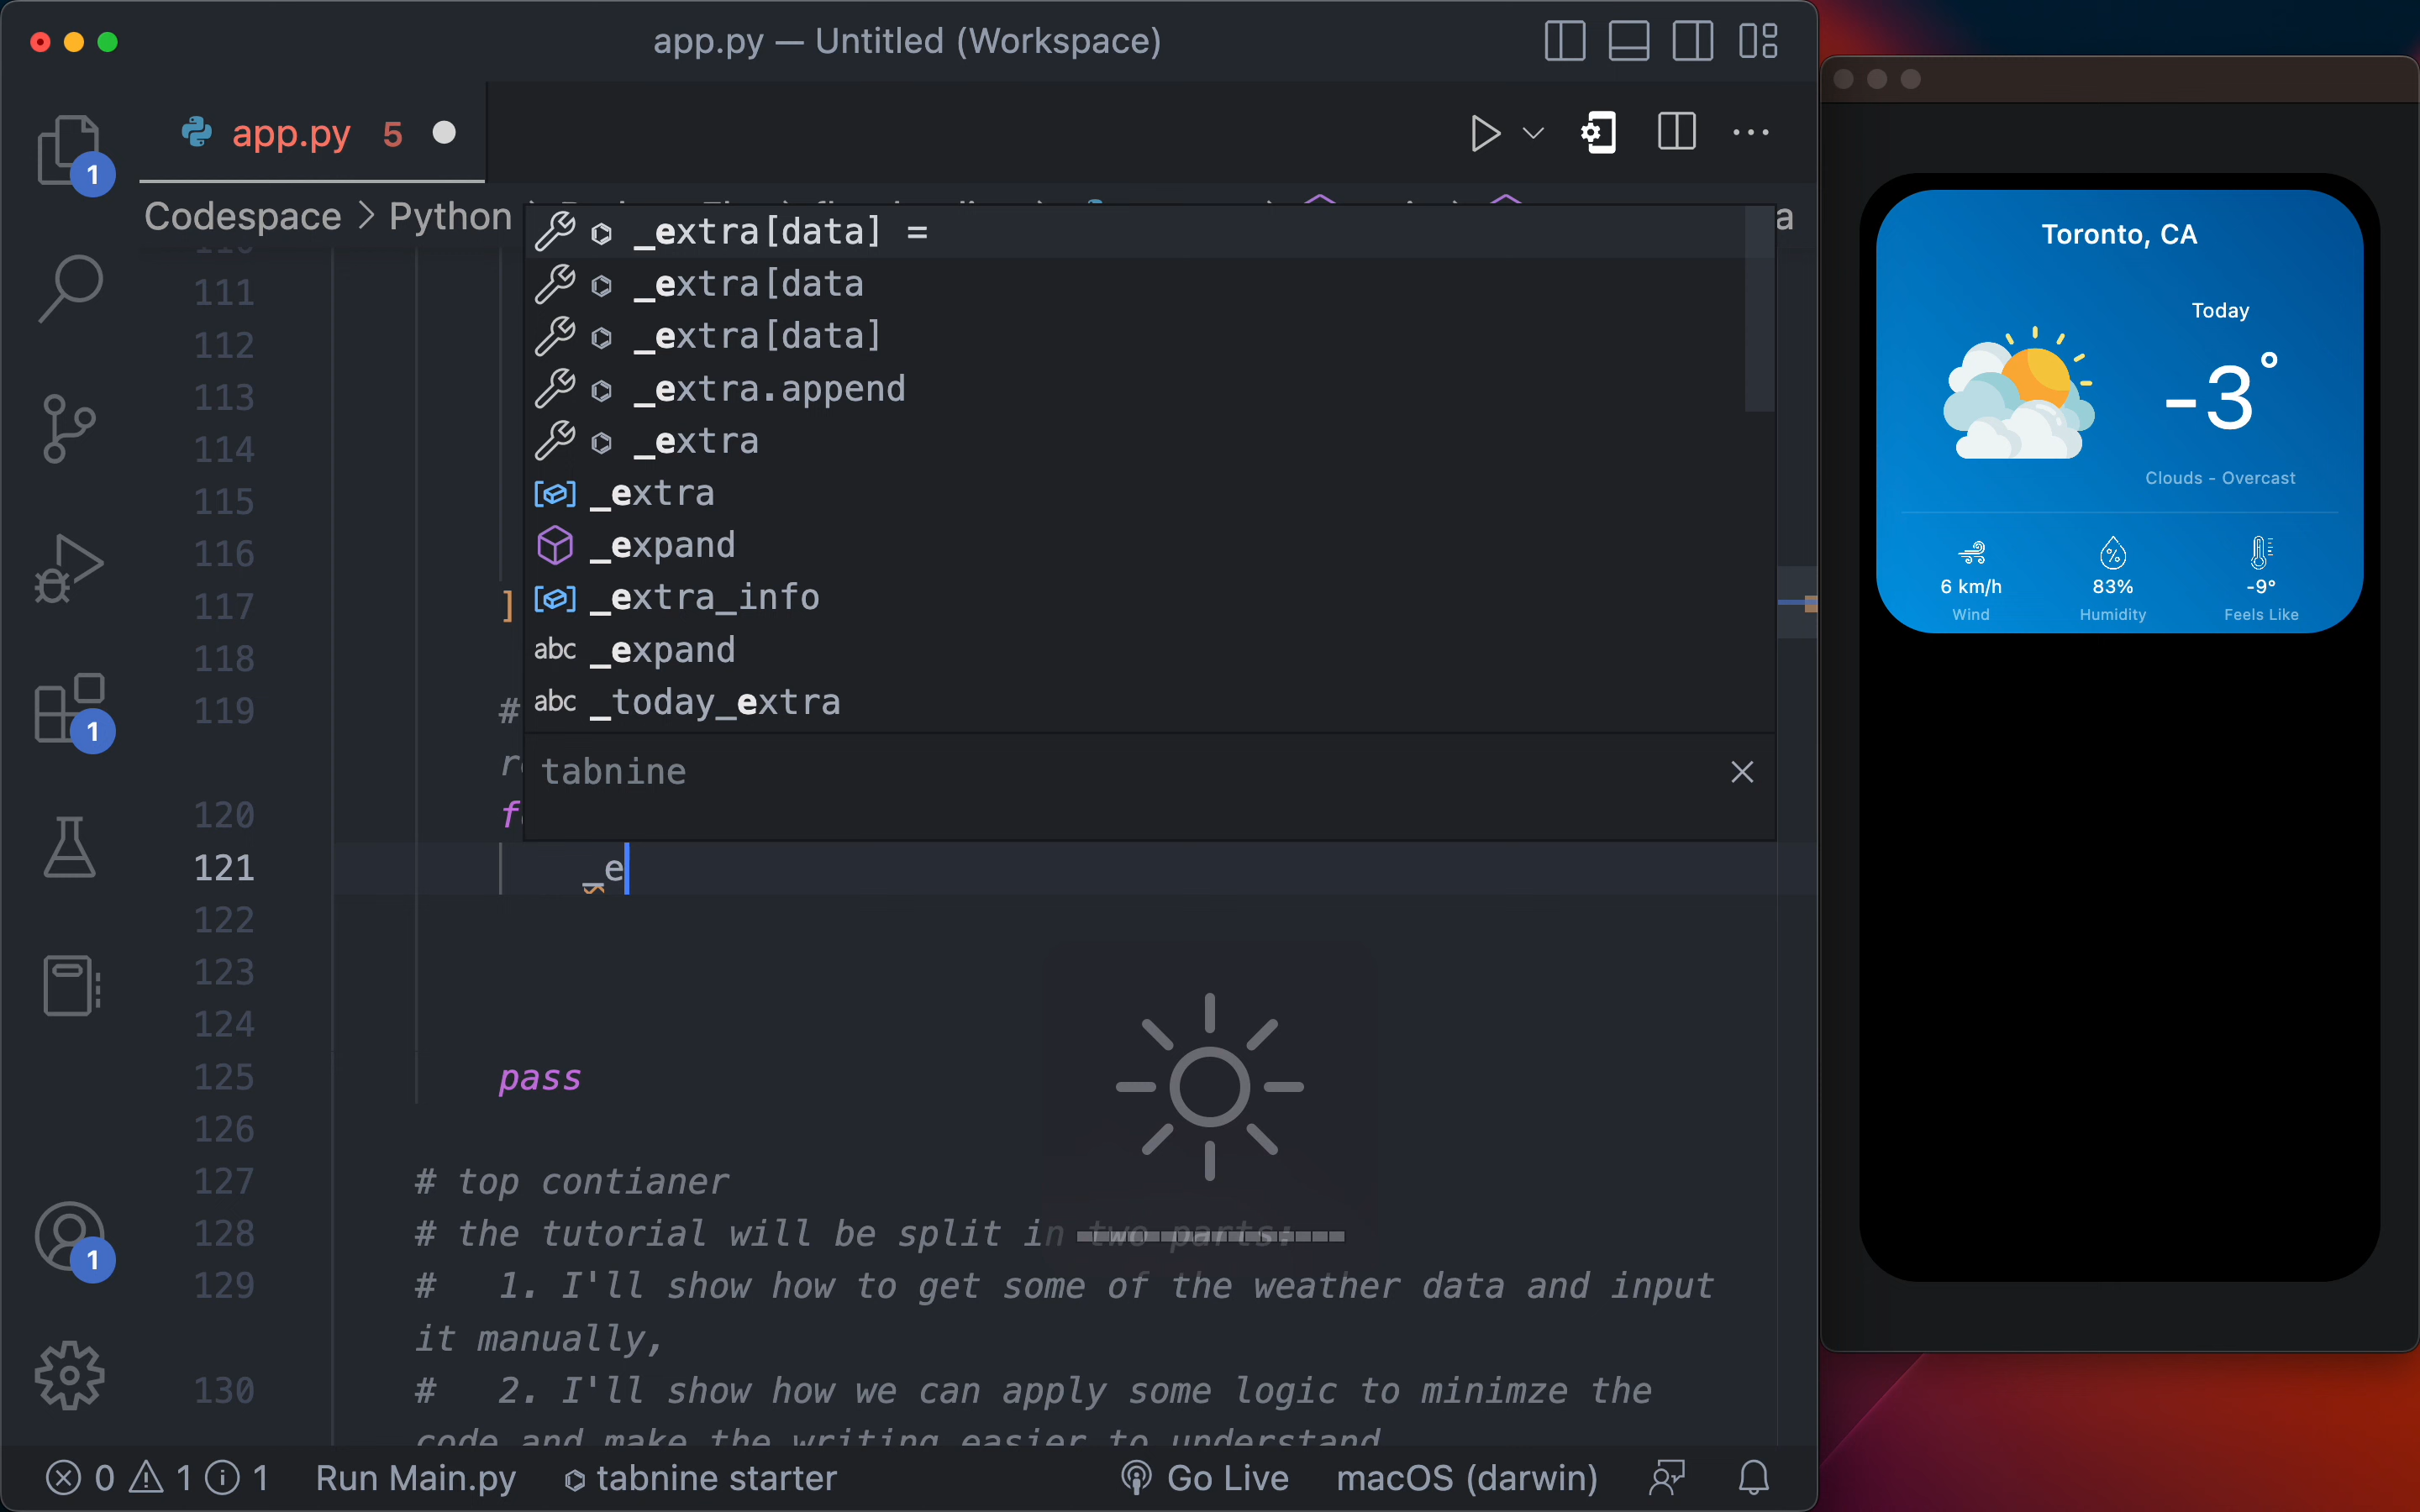 app.py — Untitled (Workspace)
app.py 5
1
Codespace > Python
a
_extra[data] =
_extra[data
_extra[data]
_extra.append
_extra
_extra
_expand
_extra_info
abc _expand
abc _today_extra
tabnine
111
112
113
114
115
116
117 ]
118
119 #
120
121 _e
122
123
124
125 pass
126
127 # top contianer
128 # the tutorial will be split in two parts:
129 # 1. I'll show how to get some of the weather data and input
it manually,
130 # 2. I'll show how we can apply some logic to minimze the
code and make the writing easier to understand
1
1
0 1 1 Run Main.py tabnine starter Go Live macOS (darwin)
Toronto, CA
Today
-3°
Clouds - Overcast
6 km/h 83% -9°
Wind Humidity Feels Like